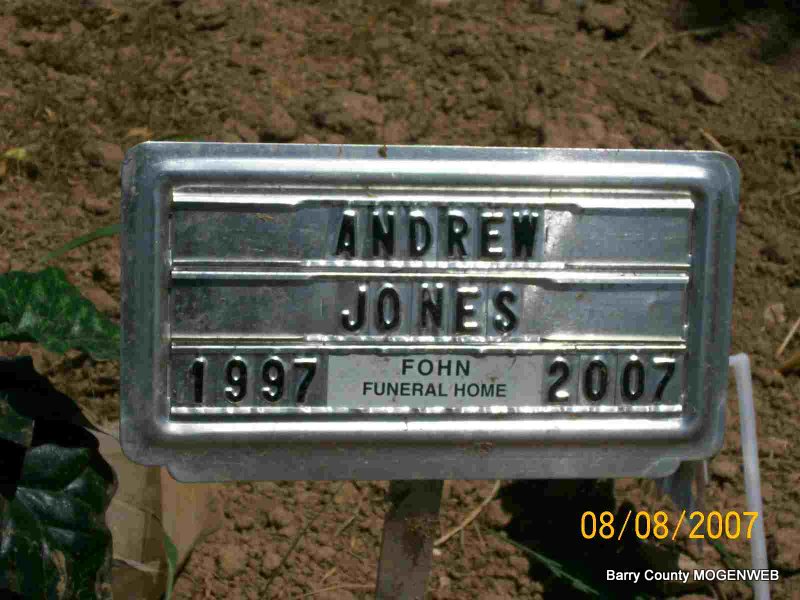 ANDREW
JONES
1997 FOHN FUNERAL HOME 2007
08/08/2007
Barry County MOGENWEB